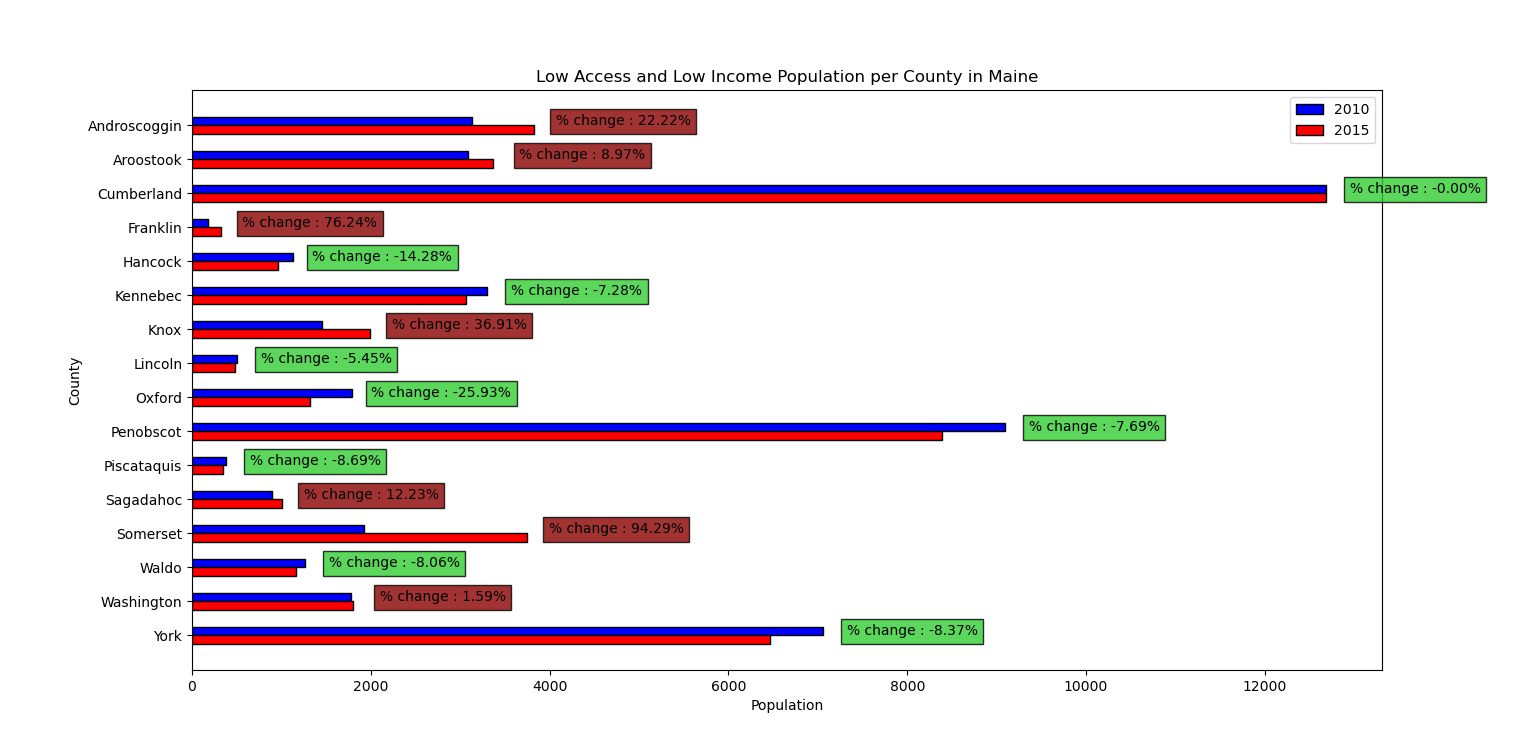 Low Access and Low Income Population per County in Maine
2010
2015
Androscoggin
% change : 22.22%
Aroostook
% change : 8.97%
Cumberland
% change : -0.00%
Franklin
% change : 76.24%
Hancock
% change : -14.28%
Kennebec
% change : -7.28%
Knox
% change : 36.91%
Lincoln
% change : -5.45%
Oxford
% change : -25.93%
Penobscot
% change : -7.69%
Piscataquis
% change : -8.69%
Sagadahoc
% change : 12.23%
Somerset
% change : 94.29%
Waldo
% change : -8.06%
Washington
% change : 1.59%
York
% change : -8.37%
County
0 2000 4000 6000 8000 10000 12000
Population